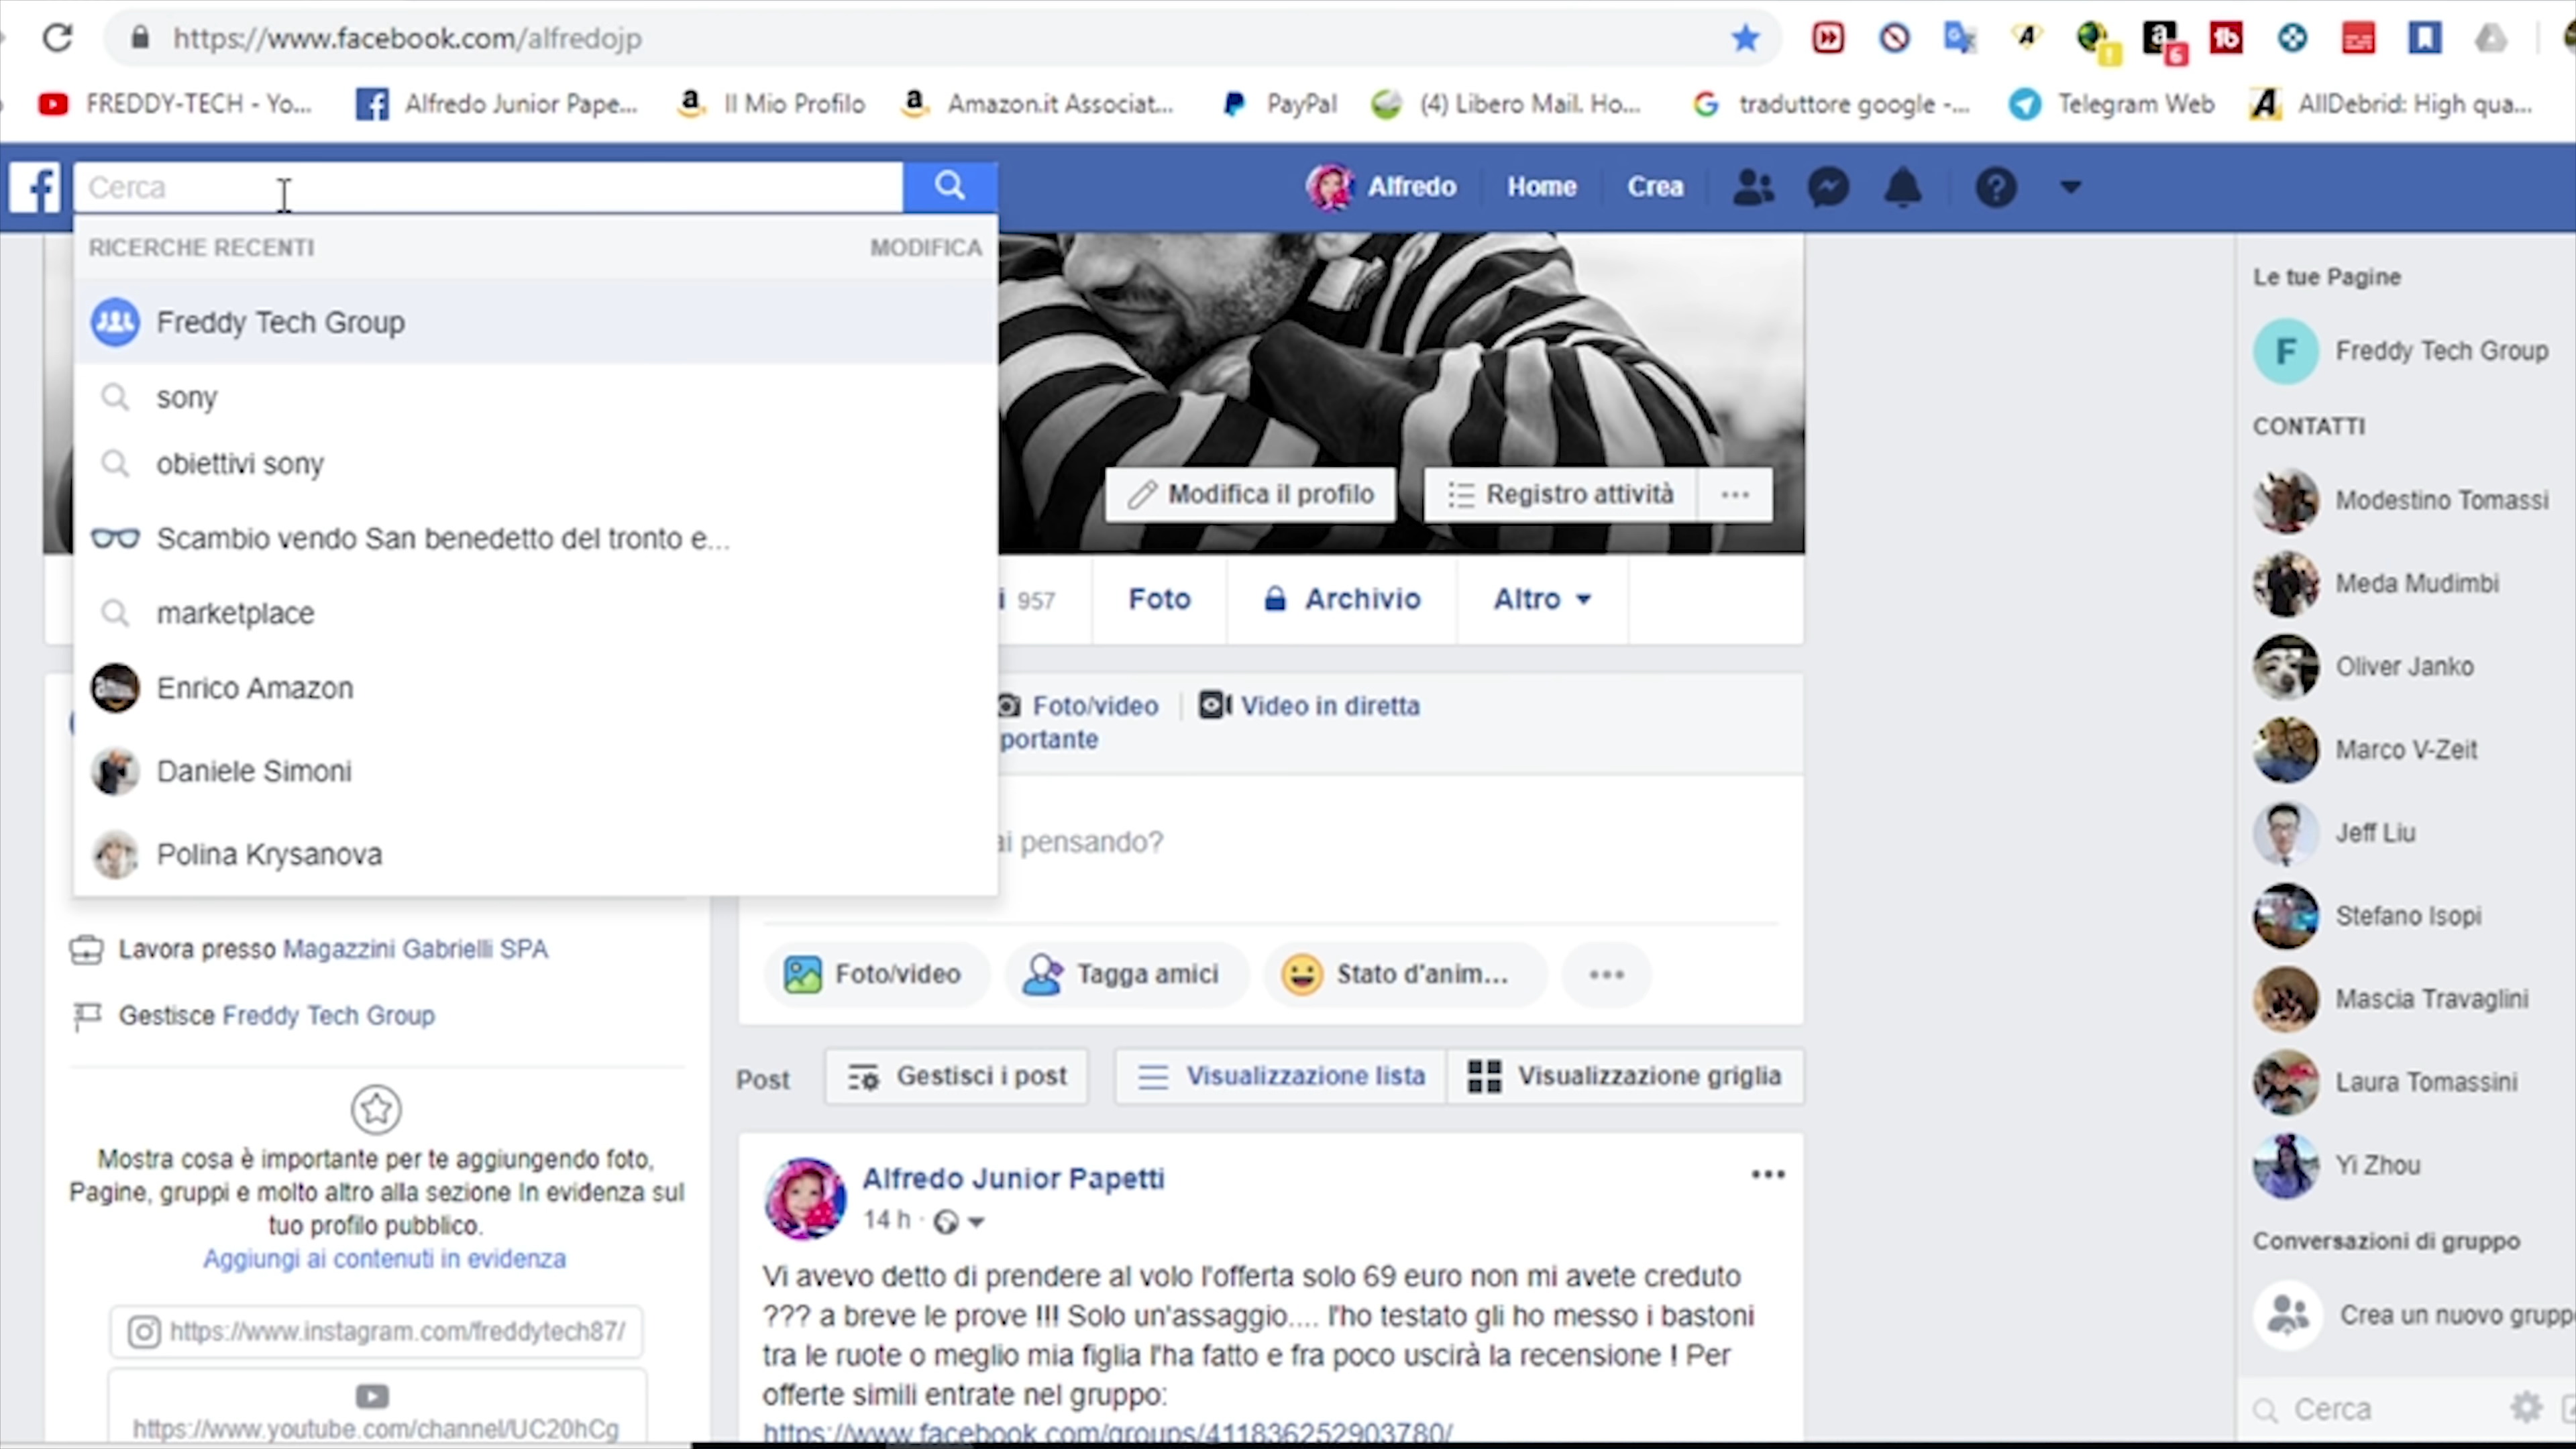 https://www.facebook.com/alfredojp
FREDDY-TECH - Yo...
Alfredo Junior Pape...
Il Mio Profilo
Amazon.it Associat...
PayPal
(4) Libero Mail. Ho...
traduttore google -...
Telegram Web
AllDebrid: High qua...
Cerca
Alfredo
Home
Crea
RICERCHE RECENTI
MODIFICA
Freddy Tech Group
sony
obiettivi sony
Scambio vendo San benedetto del tronto e...
marketplace
Enrico Amazon
Daniele Simoni
Polina Krysanova
Modifica il profilo
Registro attività
i 957
Foto
Archivio
Altro
Foto/video
Video in diretta
portante
ai pensando?
Foto/video
Tagga amici
Stato d'anim...
Lavora presso Magazzini Gabrielli SPA
Gestisce Freddy Tech Group
Mostra cosa è importante per te aggiungendo foto,
Pagine, gruppi e molto altro alla sezione In evidenza sul
tuo profilo pubblico.
Aggiungi ai contenuti in evidenza
https://www.instagram.com/freddytech87/
https://www.youtube.com/channel/UC20hCg
Post
Gestisci i post
Visualizzazione lista
Visualizzazione griglia
Alfredo Junior Papetti
14 h
Vi avevo detto di prendere al volo l'offerta solo 69 euro non mi avete creduto
??? a breve le prove !!! Solo un'assaggio.... l'ho testato gli ho messo i bastoni
tra le ruote o meglio mia figlia l'ha fatto e fra poco uscirà la recensione ! Per
offerte simili entrate nel gruppo:
https://www.facebook.com/groups/411836252903780/
Le tue Pagine
F
Freddy Tech Group
CONTATTI
Modestino Tomassi
Meda Mudimbi
Oliver Janko
Marco V-Zeit
Jeff Liu
Stefano Isopi
Mascia Travaglini
Laura Tomassini
Yi Zhou
Conversazioni di gruppo
Crea un nuovo grupp
Cerca